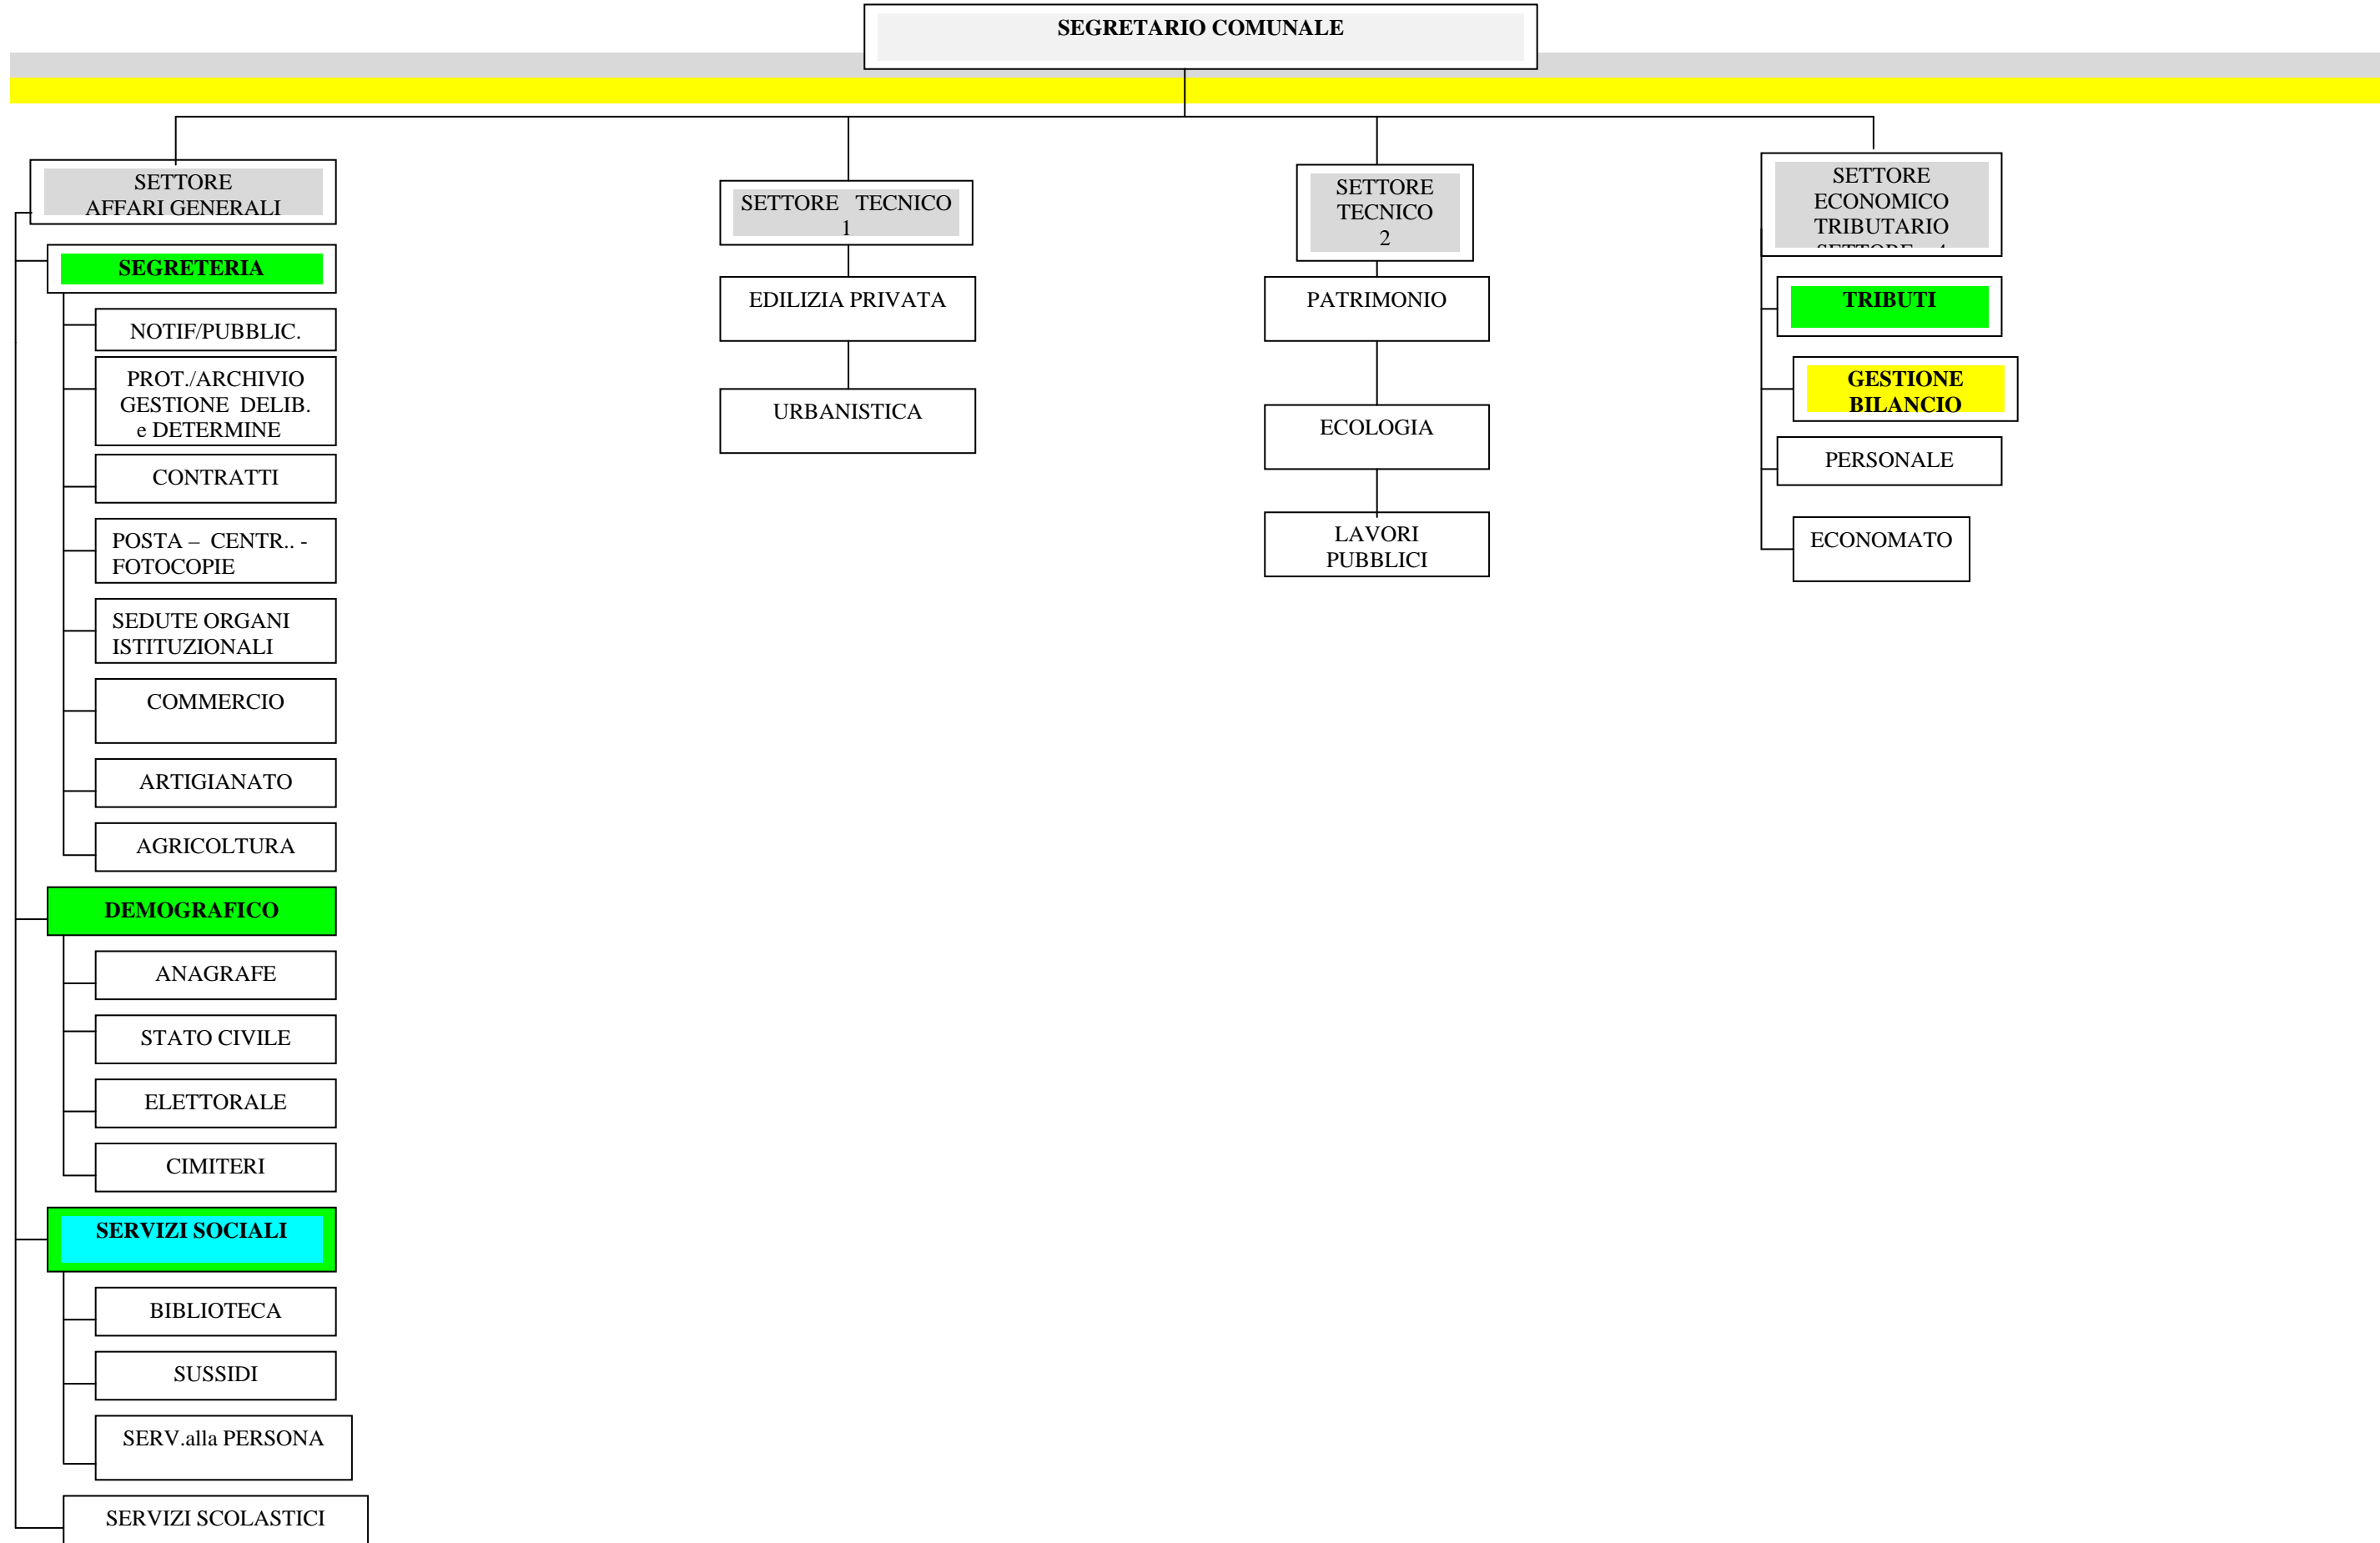 SEGRETARIO COMUNALE
SETTORE
AFFARI GENERALI
SEGRETERIA
NOTIF/PUBBLIC.
PROT./ARCHIVIO
GESTIONE DELIB.
e DETERMINE
CONTRATTI
POSTA – CENTR.. -
FOTOCOPIE
SEDUTE ORGANI
ISTITUZIONALI
COMMERCIO
ARTIGIANATO
AGRICOLTURA
DEMOGRAFICO
ANAGRAFE
STATO CIVILE
ELETTORALE
CIMITERI
SERVIZI SOCIALI
BIBLIOTECA
SUSSIDI
SERV.alla PERSONA
SERVIZI SCOLASTICI
SETTORE TECNICO
1
EDILIZIA PRIVATA
URBANISTICA
SETTORE
TECNICO
2
PATRIMONIO
ECOLOGIA
LAVORI
PUBBLICI
SETTORE
ECONOMICO
TRIBUTARIO
TRIBUTI
GESTIONE
BILANCIO
PERSONALE
ECONOMATO